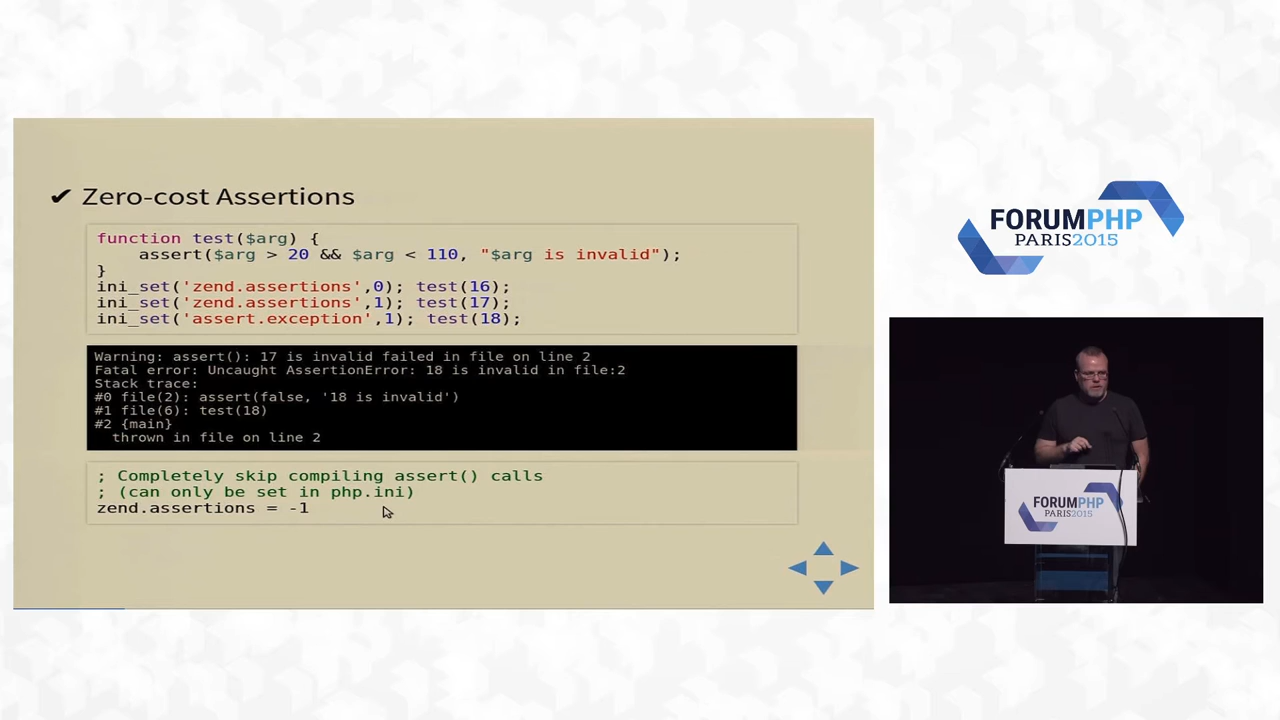 ✔ Zero-cost Assertions
function test($arg) {
    assert($arg > 20 && $arg < 110, "$arg is invalid");
}
ini_set('zend.assertions',0); test(16);
ini_set('zend.assertions',1); test(17);
ini_set('assert.exception',1); test(18);
Warning: assert(): 17 is invalid failed in file on line 2
Fatal error: Uncaught AssertionError: 18 is invalid in file:2
Stack trace:
#0 file(2): assert(false, '18 is invalid')
#1 file(6): test(18)
#2 {main}
  thrown in file on line 2
; Completely skip compiling assert() calls
; (can only be set in php.ini)
zend.assertions = -1
FORUMPHP
PARIS2015
FORUMPHP
PARIS2015